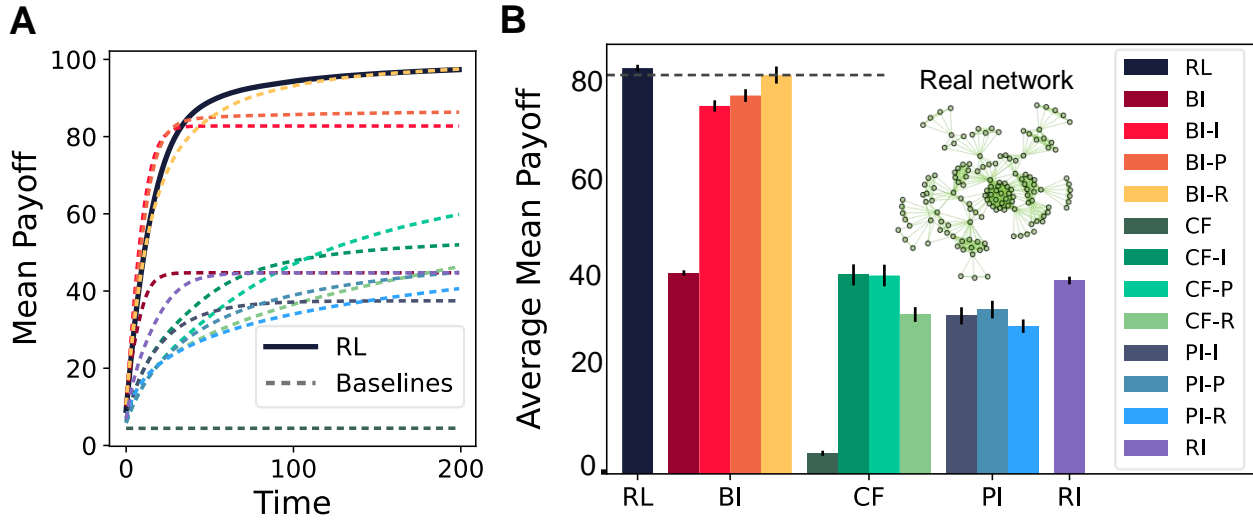 A
Mean Payoff
100
80
60
40
20
0
0
100
200
Time
RL
Baselines
B
Average Mean Payoff
80
60
40
20
0
RL
BI
CF
PI
RI
Real network
RL
BI
BI-I
BI-P
BI-R
CF
CF-I
CF-P
CF-R
PI-I
PI-P
PI-R
RI